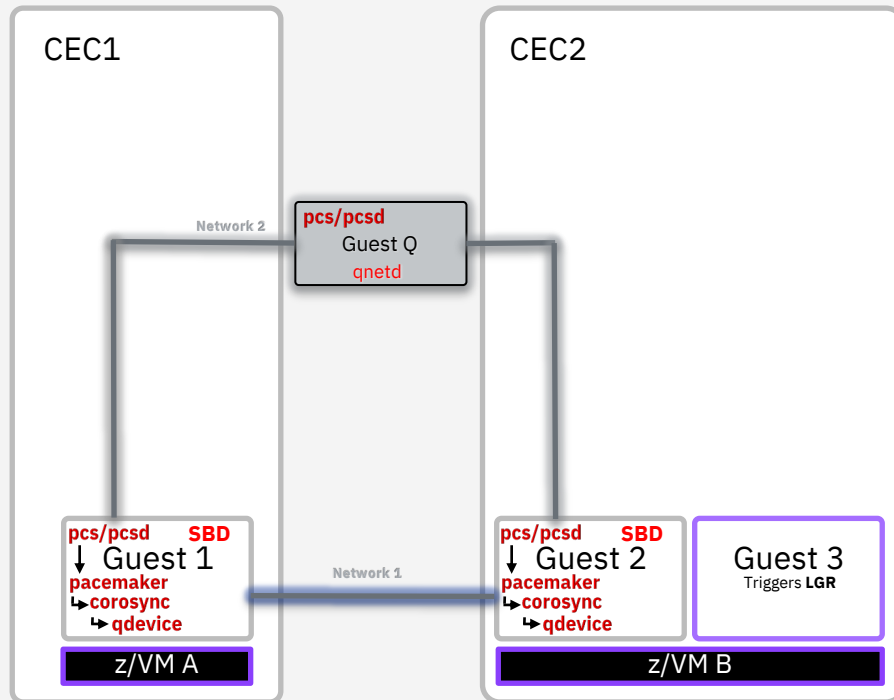 CEC1
CEC2
Network 2
pcs/pcsd
Guest Q
qnetd
pcs/pcsd SBD
Guest 1
pacemaker
corosync
qdevice
Network 1
pcs/pcsd SBD
Guest 2
pacemaker
corosync
qdevice
Guest 3
Triggers LGR
z/VM A
z/VM B